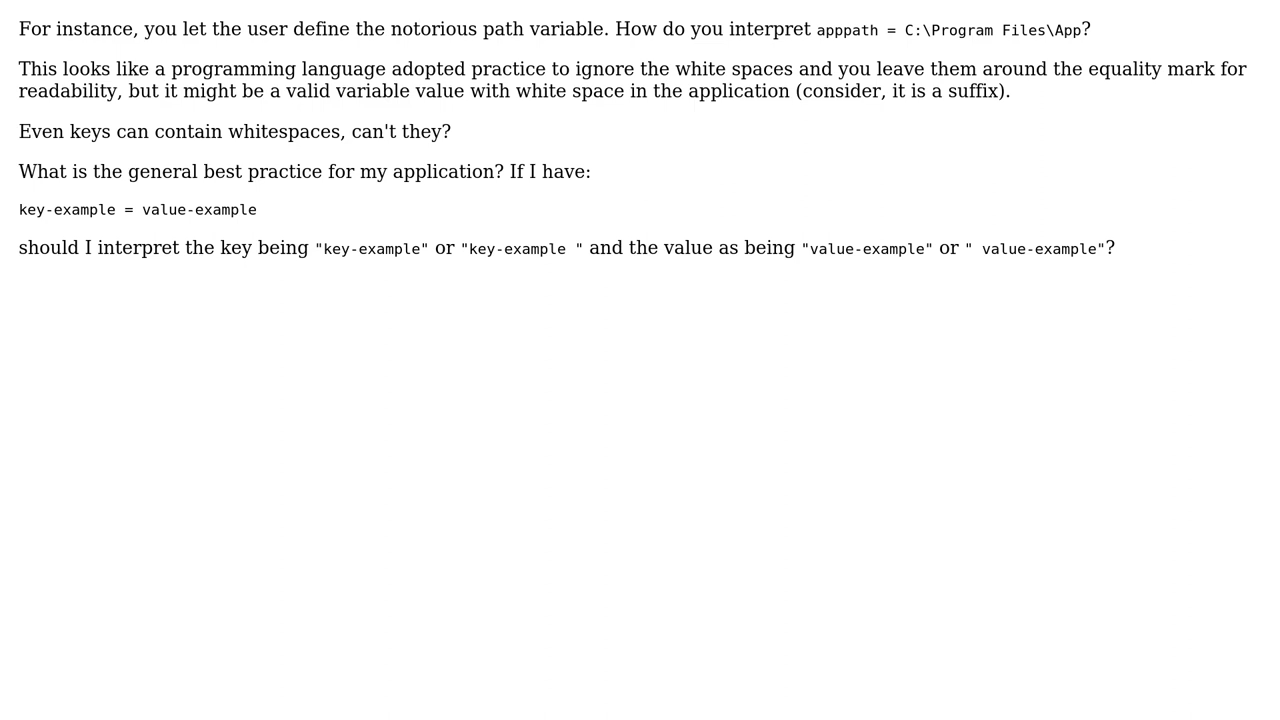 For instance, you let the user define the notorious path variable. How do you interpret apppath = C:\Program Files\App?
This looks like a programming language adopted practice to ignore the white spaces and you leave them around the equality mark for
readability, but it might be a valid variable value with white space in the application (consider, it is a suffix).
Even keys can contain whitespaces, can't they?
What is the general best practice for my application? If I have:
key-example = value-example
should I interpret the key being "key-example" or "key-example " and the value as being "value-example" or " value-example"?